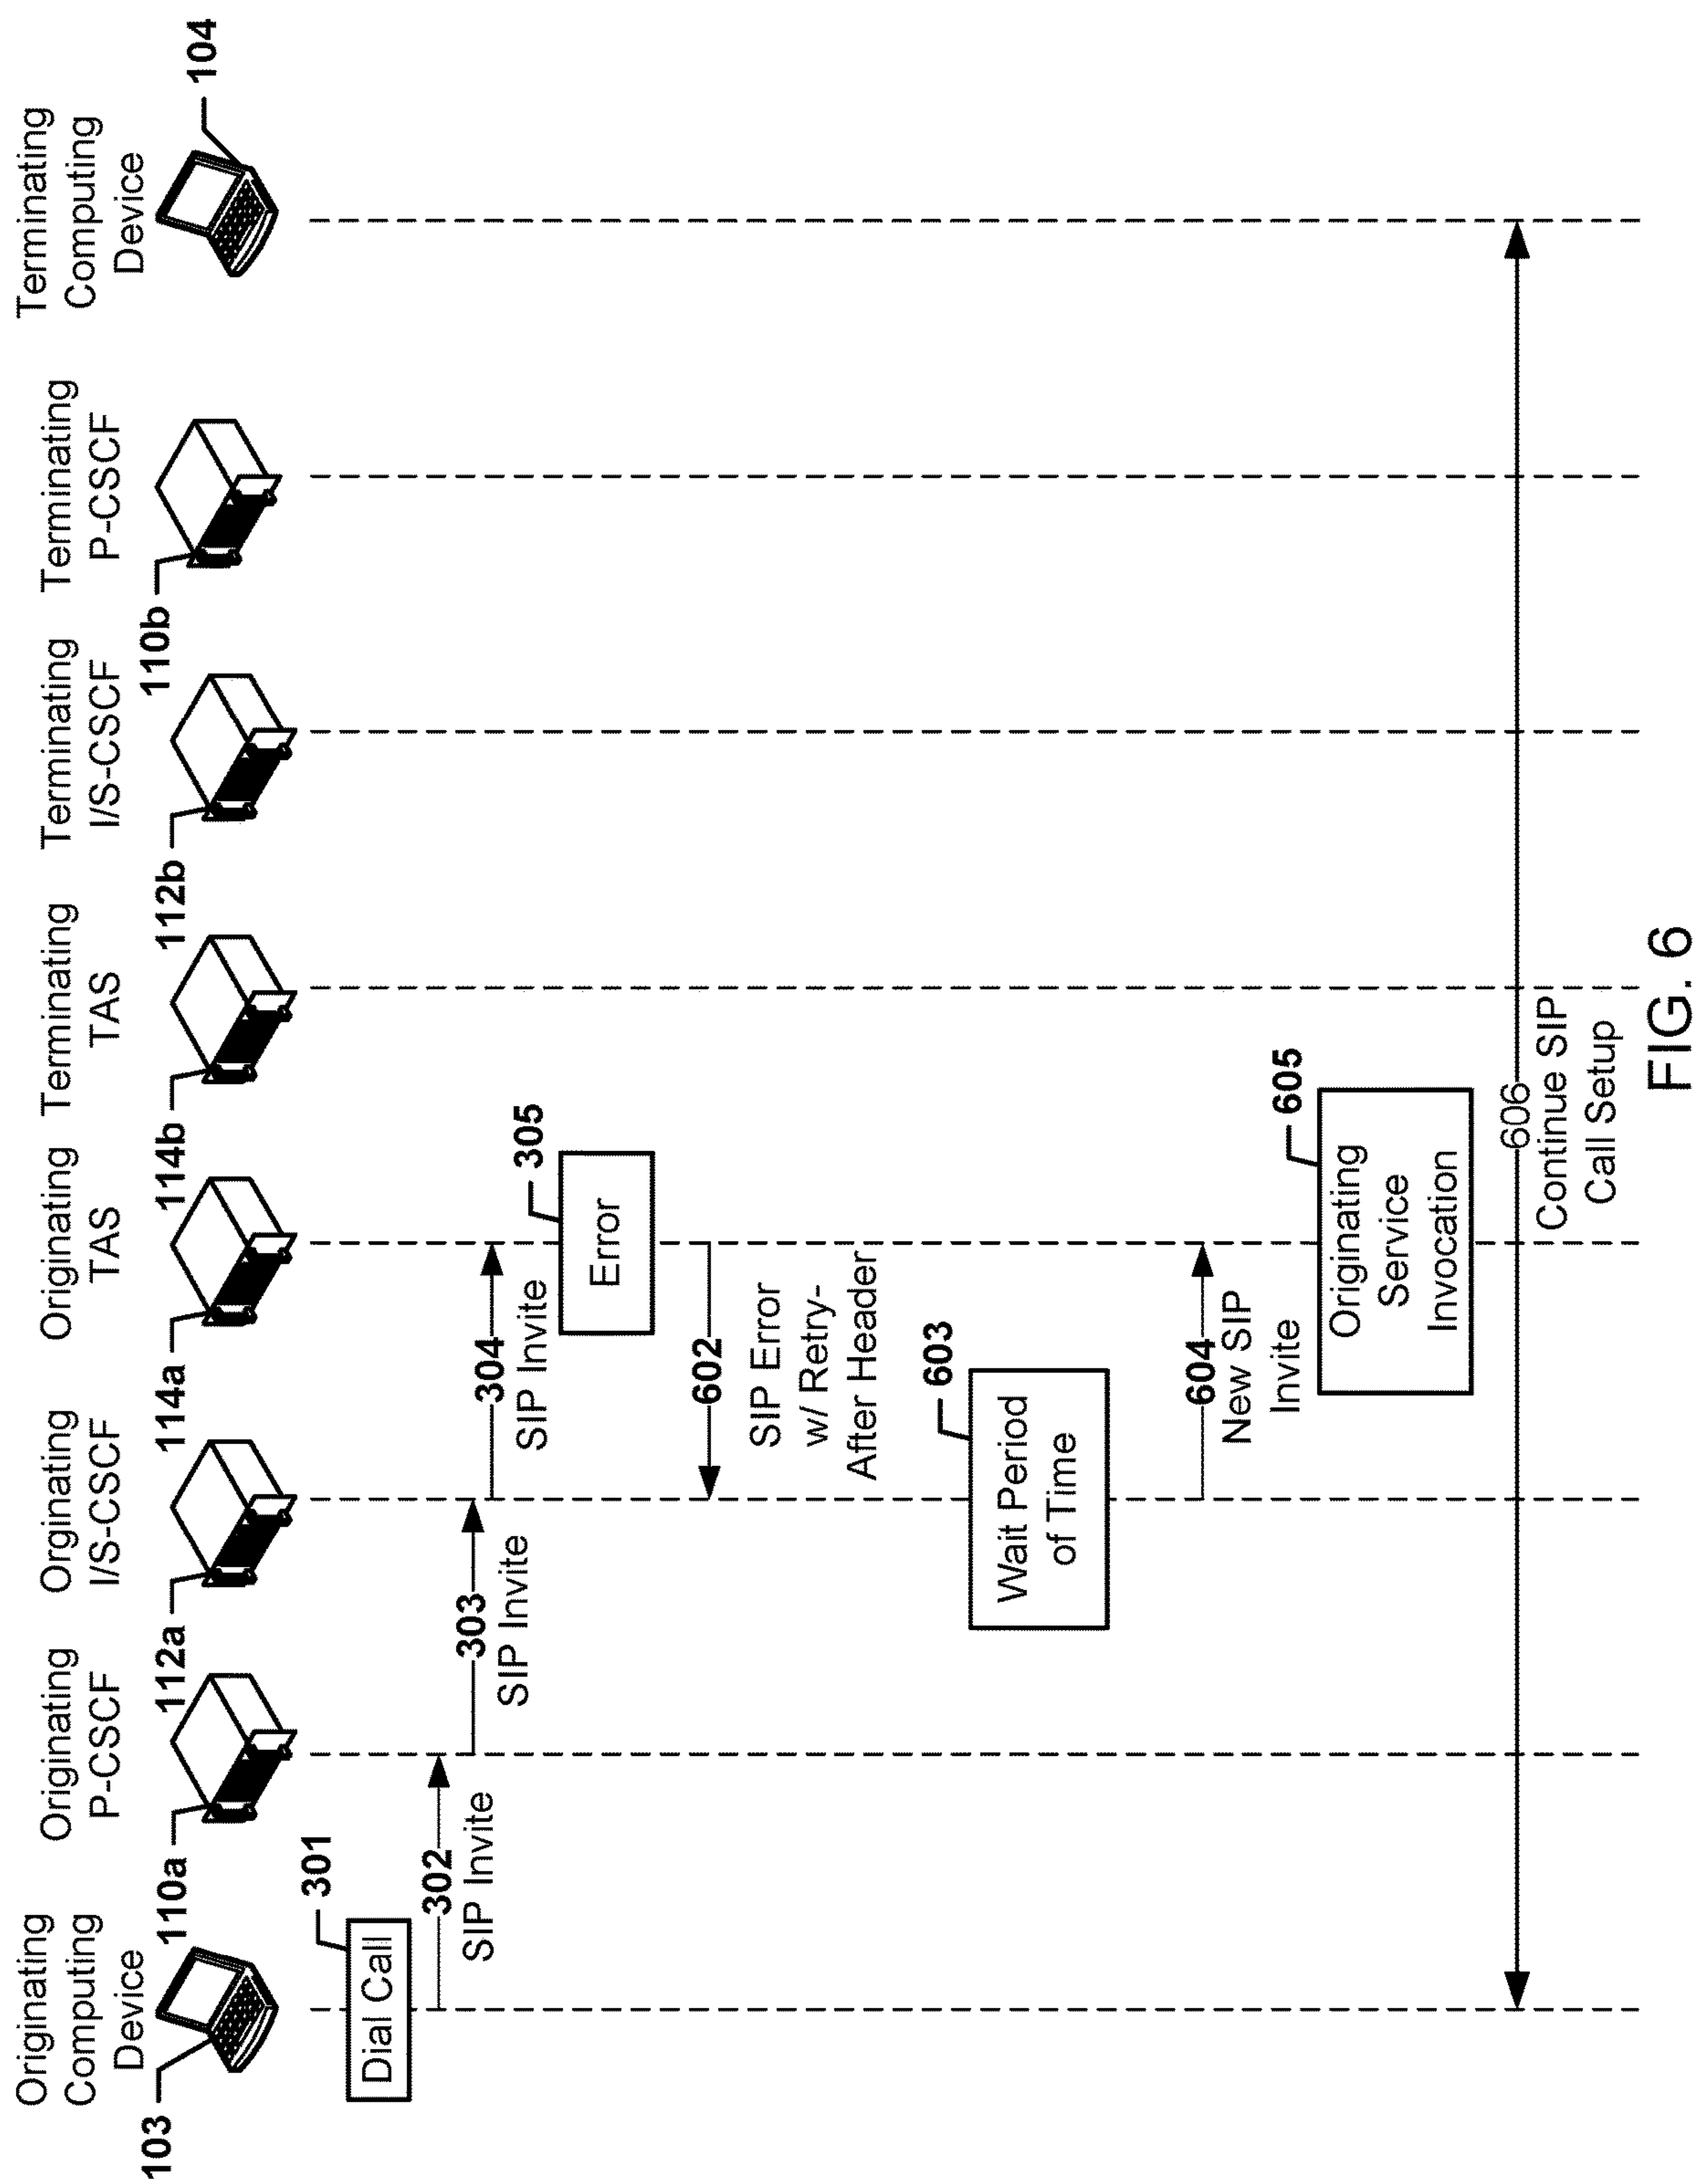 Originating
Computing
Device
103
Originating
P-CSCF
110a
Orginating
I/S-CSCF
112a
Originating
TAS
114a
Terminating
TAS
114b
Terminating
I/S-CSCF
112b
Terminating
P-CSCF
110b
Terminating
Computing
Device
104
301
Dial Call
302
SIP Invite
303
SIP Invite
304
SIP Invite
305
Error
602
SIP Error
w/ Retry-
After Header
603
Wait Period
of Time
604
New SIP
Invite
605
Originating
Service
Invocation
606
Continue SIP
Call Setup
FIG. 6